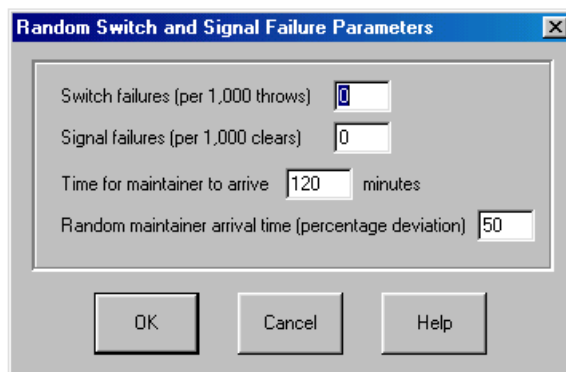 Random Switch and Signal Failure Parameters
Switch failures (per 1,000 throws) 0
Signal failures (per 1,000 clears) 0
Time for maintainer to arrive 120 minutes
Random maintainer arrival time (percentage deviation) 50
OK Cancel Help